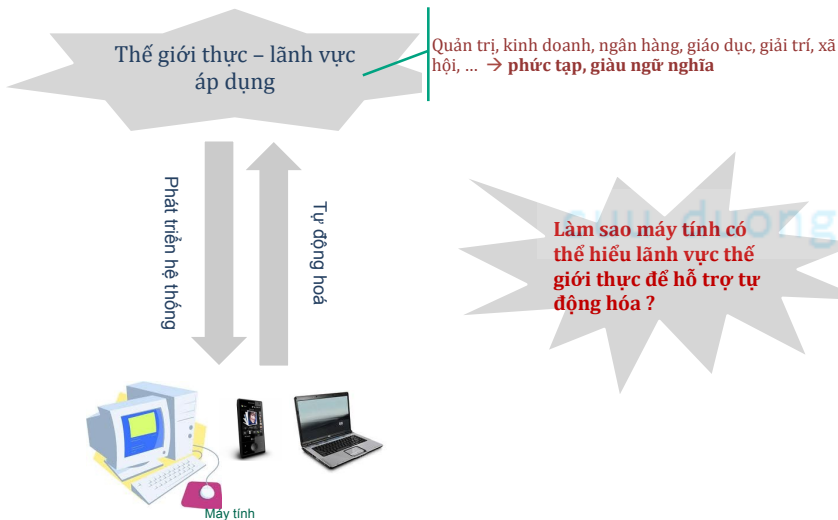 Thế giới thực – lãnh vực
áp dụng
Quản trị, kinh doanh, ngân hàng, giáo dục, giải trí, xã
hội, ... → phức tạp, giàu ngữ nghĩa
Phát triển hệ thống
Tự động hoá
cuu duong
Làm sao máy tính có
thể hiểu lãnh vực thế
giới thực để hỗ trợ tự
động hóa ?
Máy tính